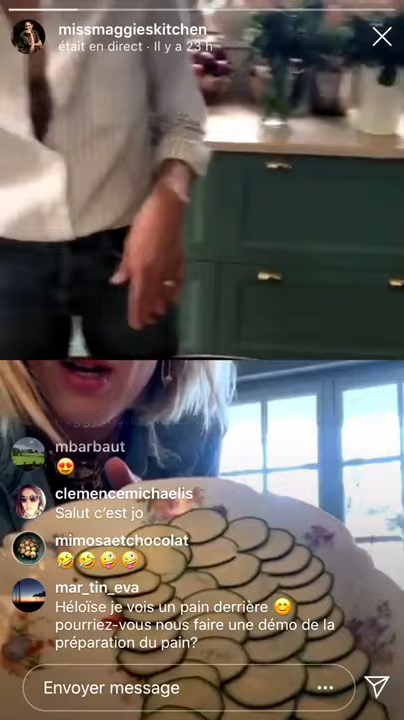 missmaggieskitchen
était en direct · Il y a 23 h
mbarbaut
😍
clemencemichaelis
Salut c'est jo
mimosaetchocolat
🤣🤣🤪🤪
mar_tin_eva
Héloïse je vois un pain derrière 😊
pourriez-vous nous faire une démo de la
préparation du pain?
Envoyer message